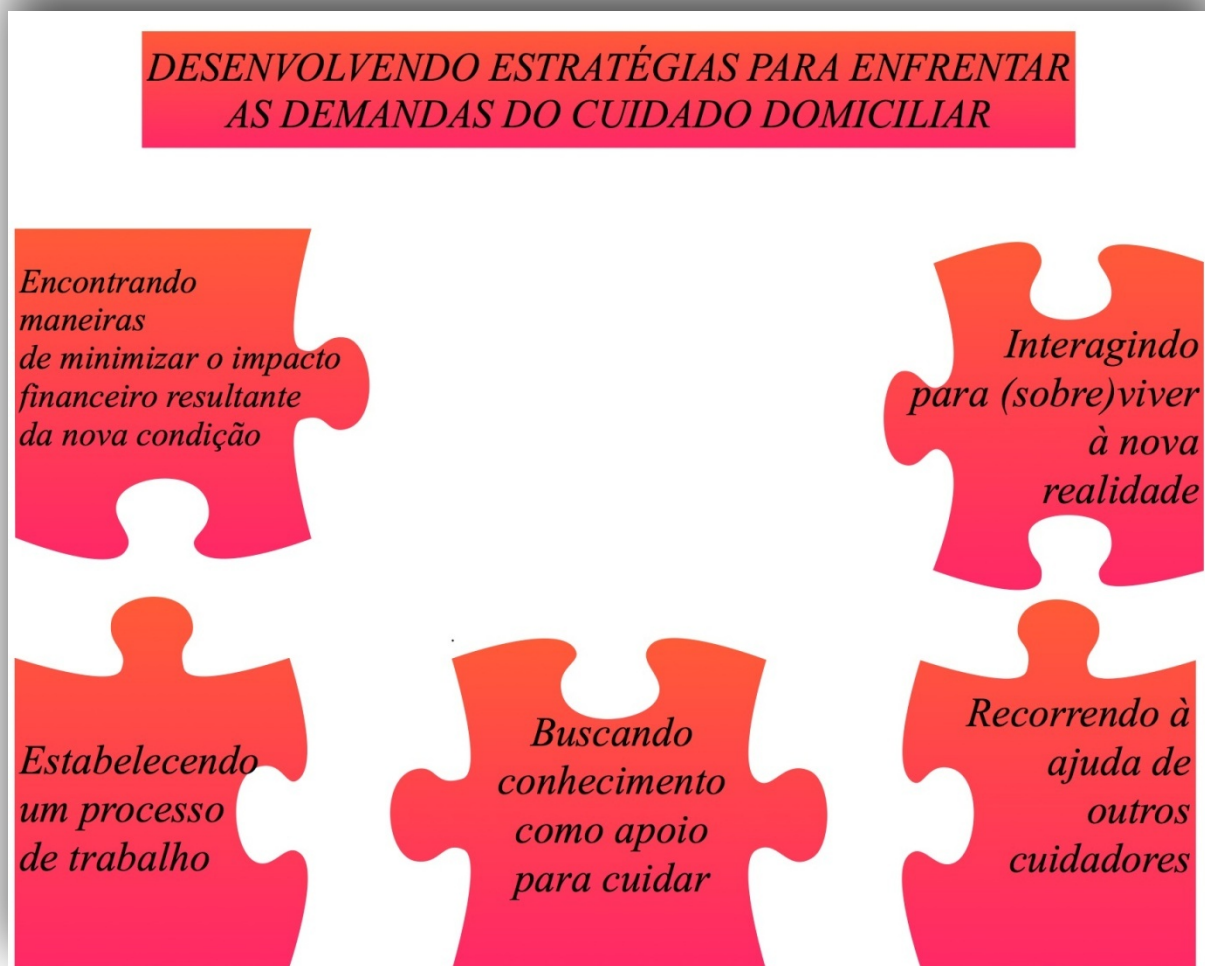 DESENVOLVENDO ESTRATÉGIAS PARA ENFRENTAR
AS DEMANDAS DO CUIDADO DOMICILIAR
Encontrando
maneiras
de minimizar o impacto
financeiro resultante
da nova condição
Interagindo
para (sobre)viver
à nova
realidade
Estabelecendo
um processo
de trabalho
Buscando
conhecimento
como apoio
para cuidar
Recorrendo à
ajuda de
outros
cuidadores